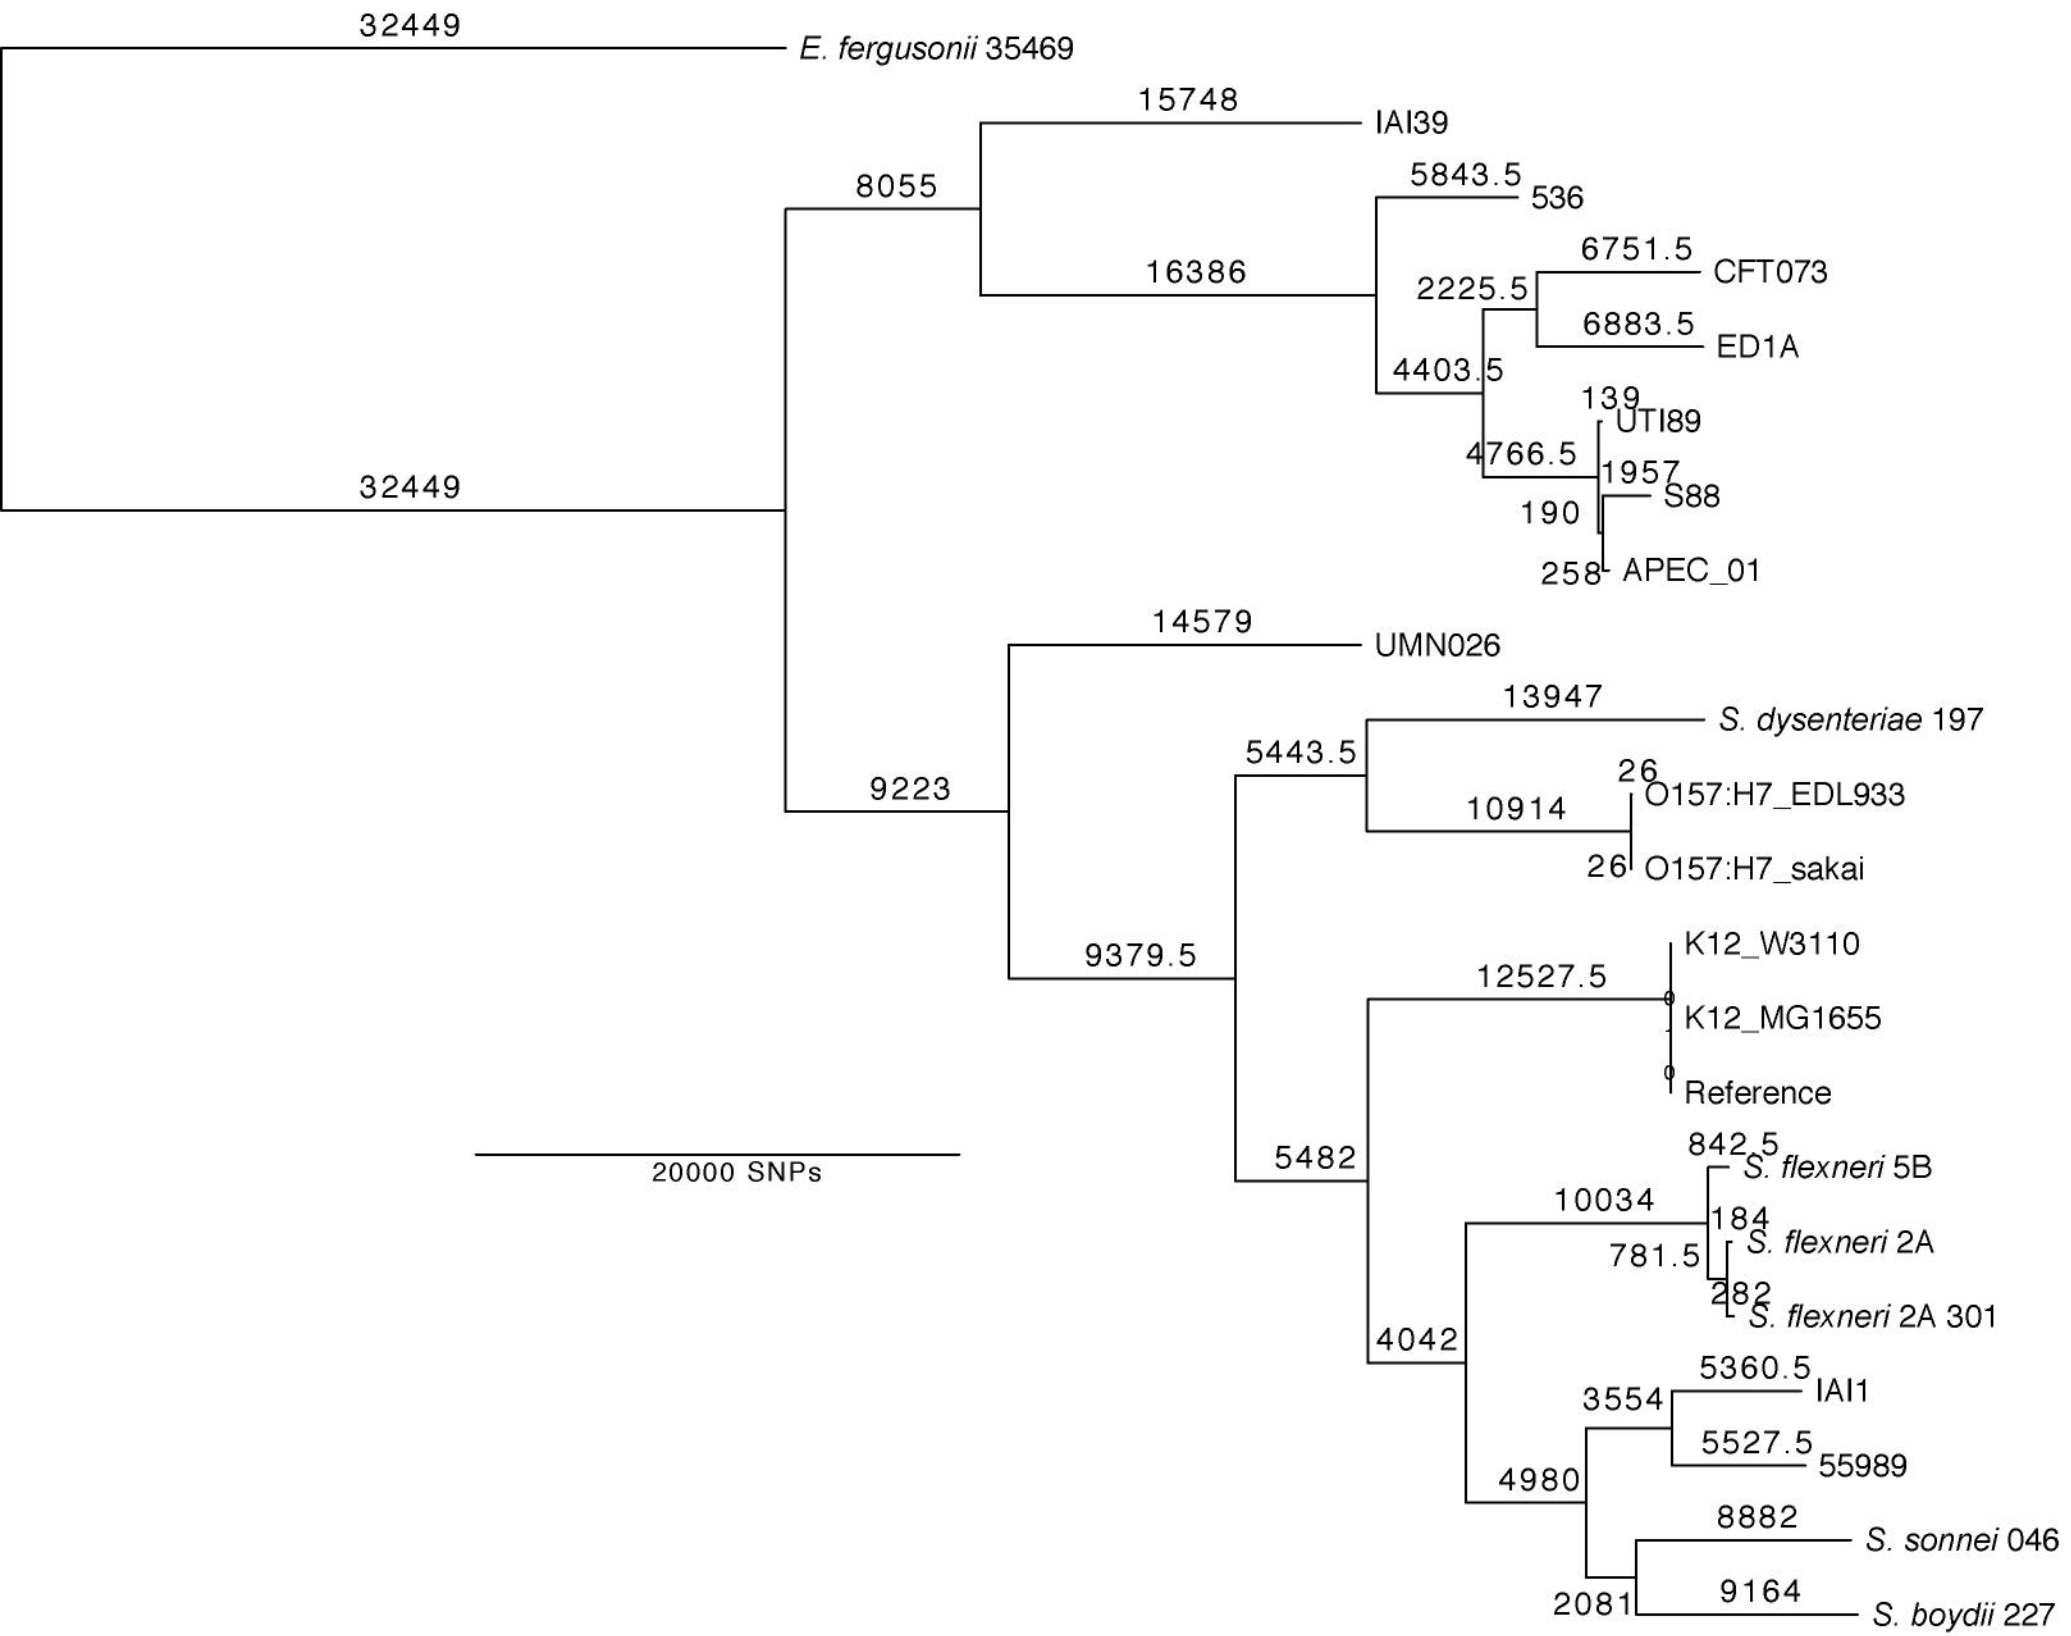 32449
E. fergusonii 35469
15748
IAI39
8055
5843.5
536
16386
6751.5
CFT073
2225.5
6883.5
ED1A
4403.5
139
UTI89
4766.5
1957
S88
32449
190
258
APEC_01
14579
UMN026
13947
S. dysenteriae 197
5443.5
26
O157:H7_EDL933
9223
10914
26
O157:H7_sakai
K12_W3110
9379.5
12527.5
0
K12_MG1655
0
Reference
20000 SNPs
842.5
S. flexneri 5B
5482
10034
184
S. flexneri 2A
781.5
282
S. flexneri 2A 301
4042
5360.5
IAI1
3554
5527.5
55989
4980
8882
S. sonnei 046
2081
9164
S. boydii 227